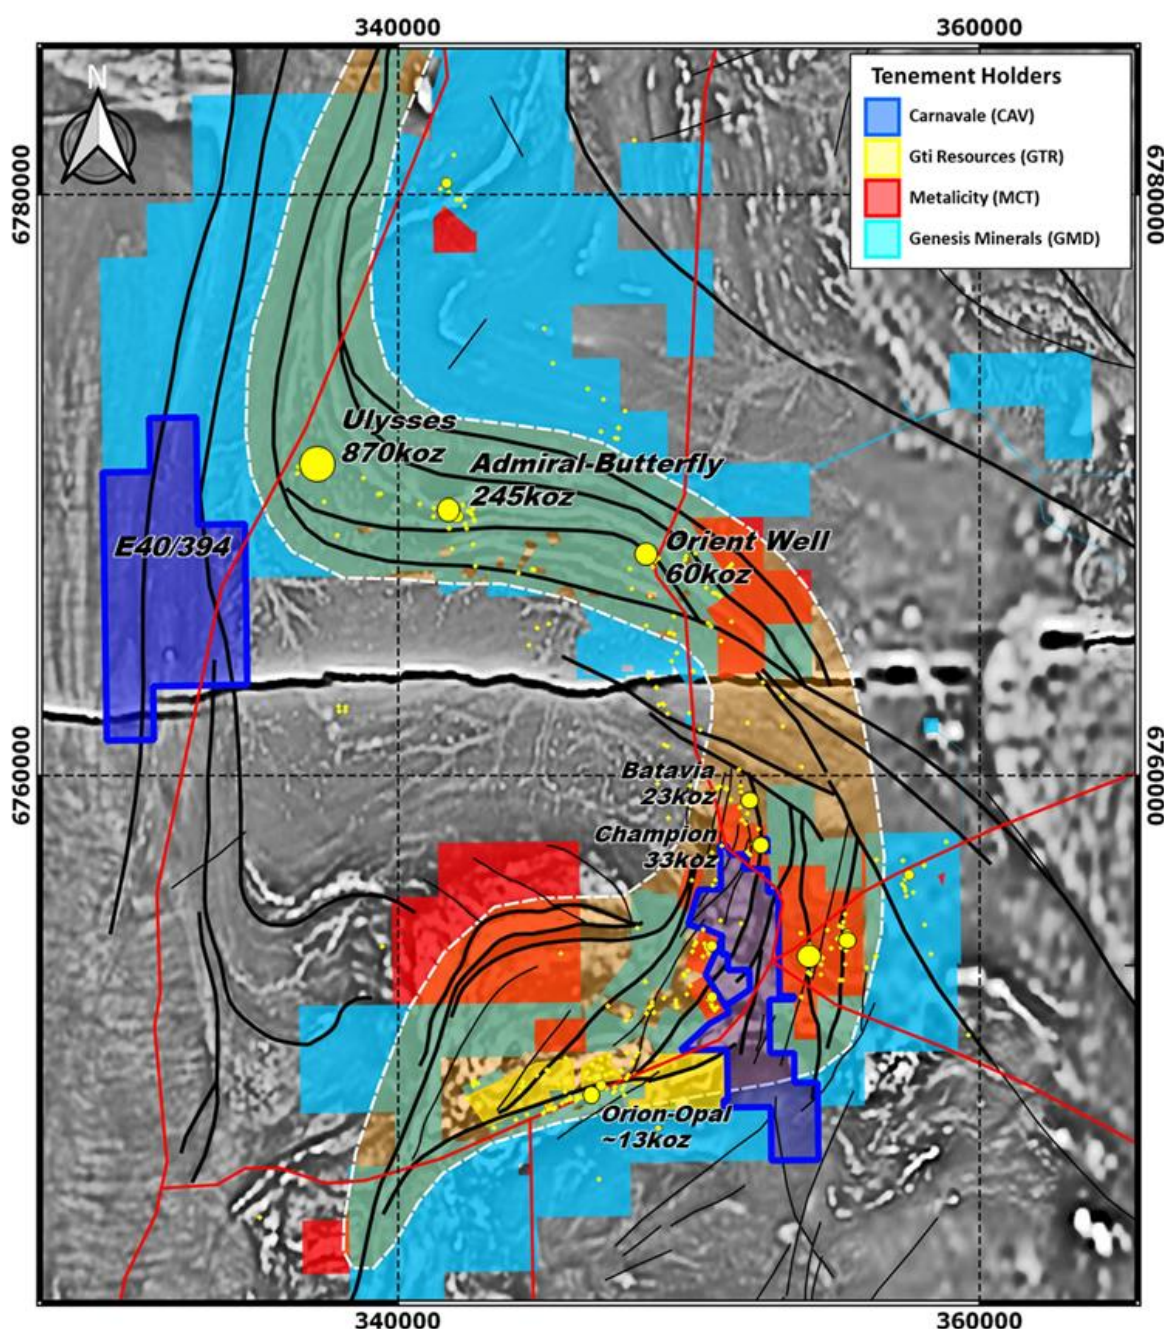 340000
360000
N
Tenement Holders
Carnavale (CAV)
Gti Resources (GTR)
Metalicity (MCT)
Genesis Minerals (GMD)
6780000
6780000
Ulysses
870koz
Admiral-Butterfly
245koz
E40/394
Orient Well
60koz
6760000
6760000
Batavia
23koz
Champion
33koz
Orion-Opal
~13koz
340000
360000